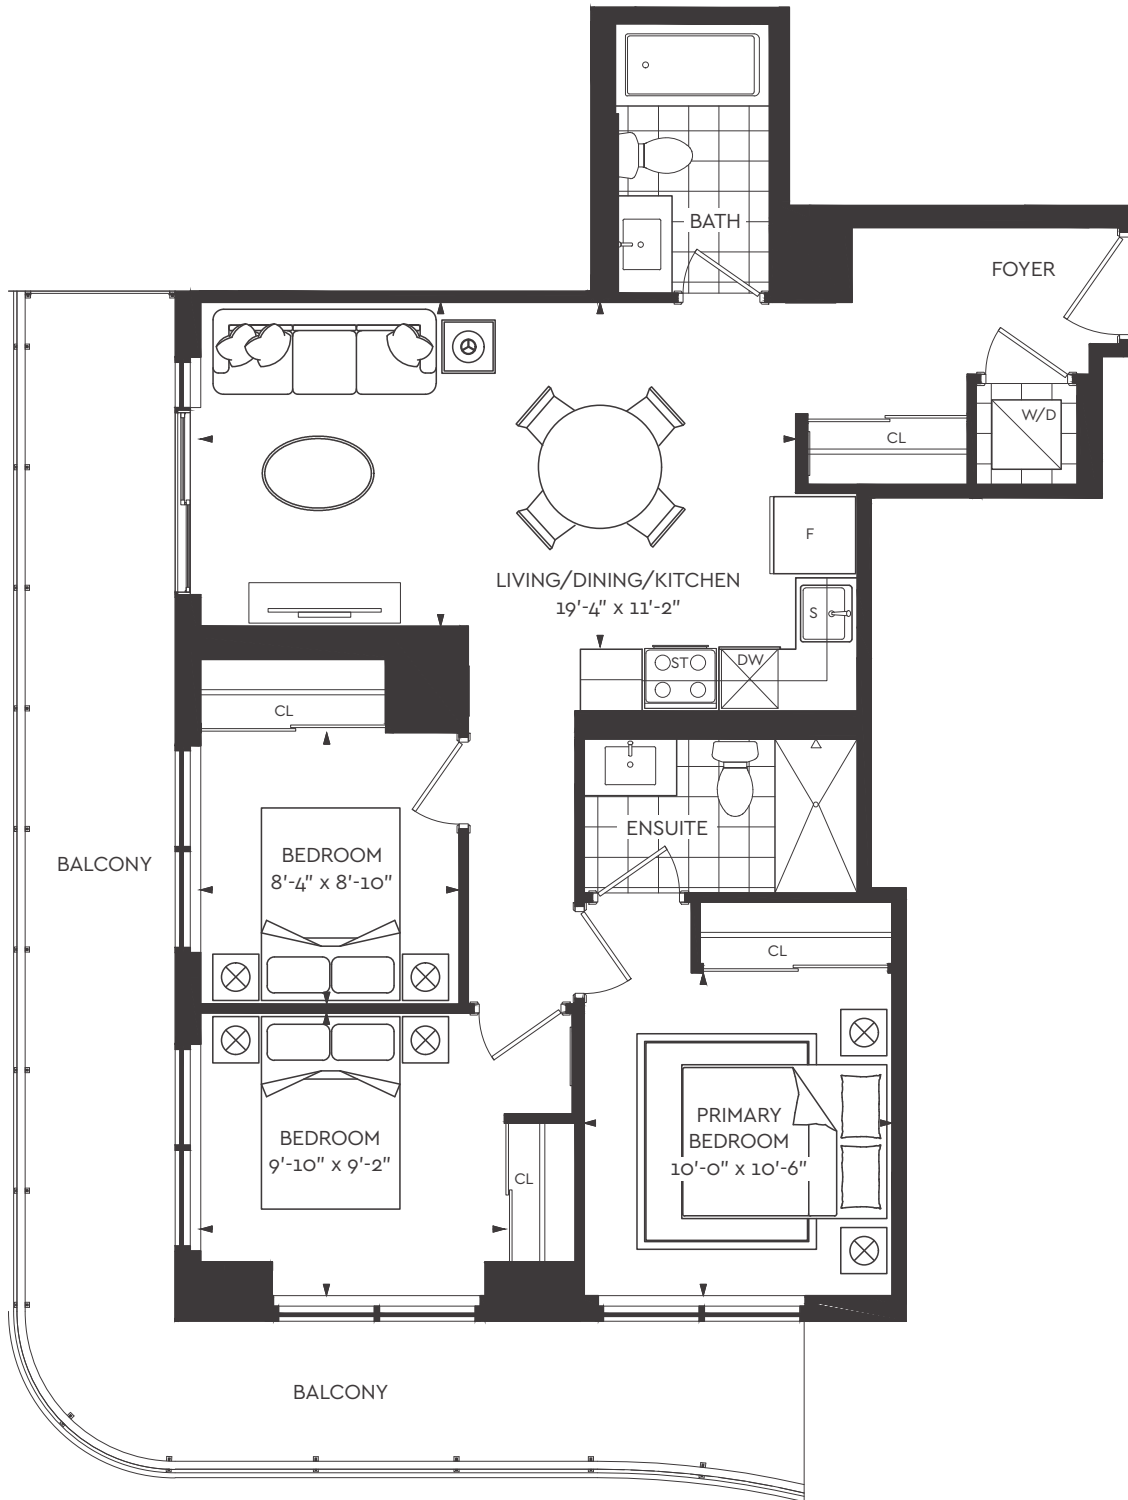 BATH
FOYER
W/D
CL
F
LIVING/DINING/KITCHEN
19'-4" x 11'-2"
S
ST
DW
CL
ENSUITE
BALCONY
BEDROOM
8'-4" x 8'-10"
CL
PRIMARY
BEDROOM
10'-0" x 10'-6"
BEDROOM
9'-10" x 9'-2"
CL
BALCONY